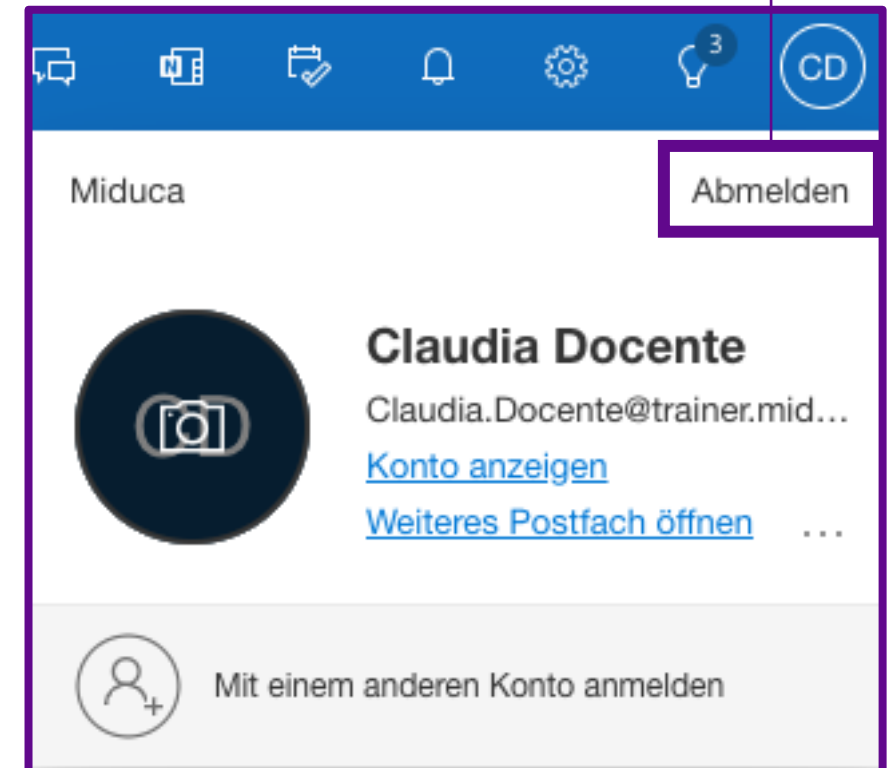 N
3
CD
Miduca
Abmelden
Claudia Docente
Claudia.Docente@trainer.mid...
Konto anzeigen
Weiteres Postfach öffnen ...
Mit einem anderen Konto anmelden